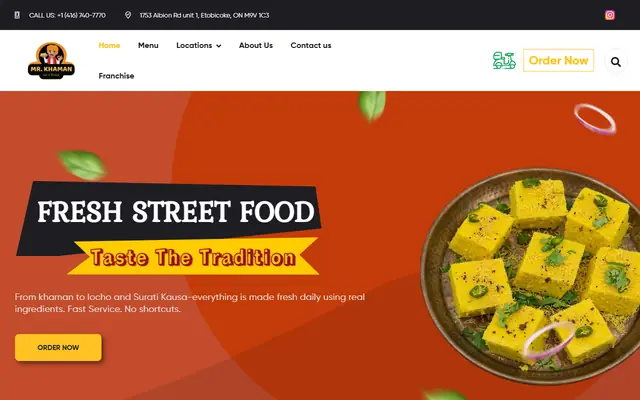 CALL US: +1 (416) 740-7770
1753 Albion Rd unit 1, Etobicoke, ON M9V 1C3
MR. KHAMAN
Home
Menu
Locations
About Us
Contact us
Franchise
Order Now
FRESH STREET FOOD
Taste The Tradition
From khaman to locho and Surati Kausa-everything is made fresh daily using real
ingredients. Fast Service. No shortcuts.
ORDER NOW